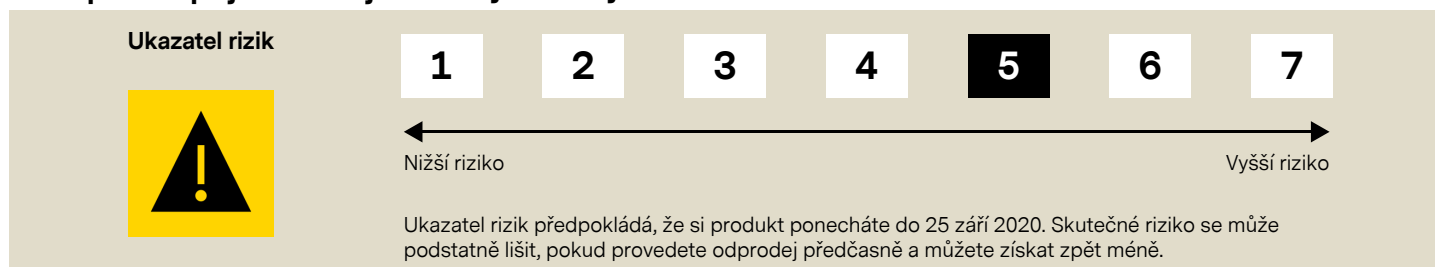 Ukazatel rizik
1 2 3 4 5 6 7
Nižší riziko Vyšší riziko
Ukazatel rizik předpokládá, že si produkt ponecháte do 25 září 2020. Skutečné riziko se může
podstatně lišit, pokud provedete odprodej předčasně a můžete získat zpět méně.